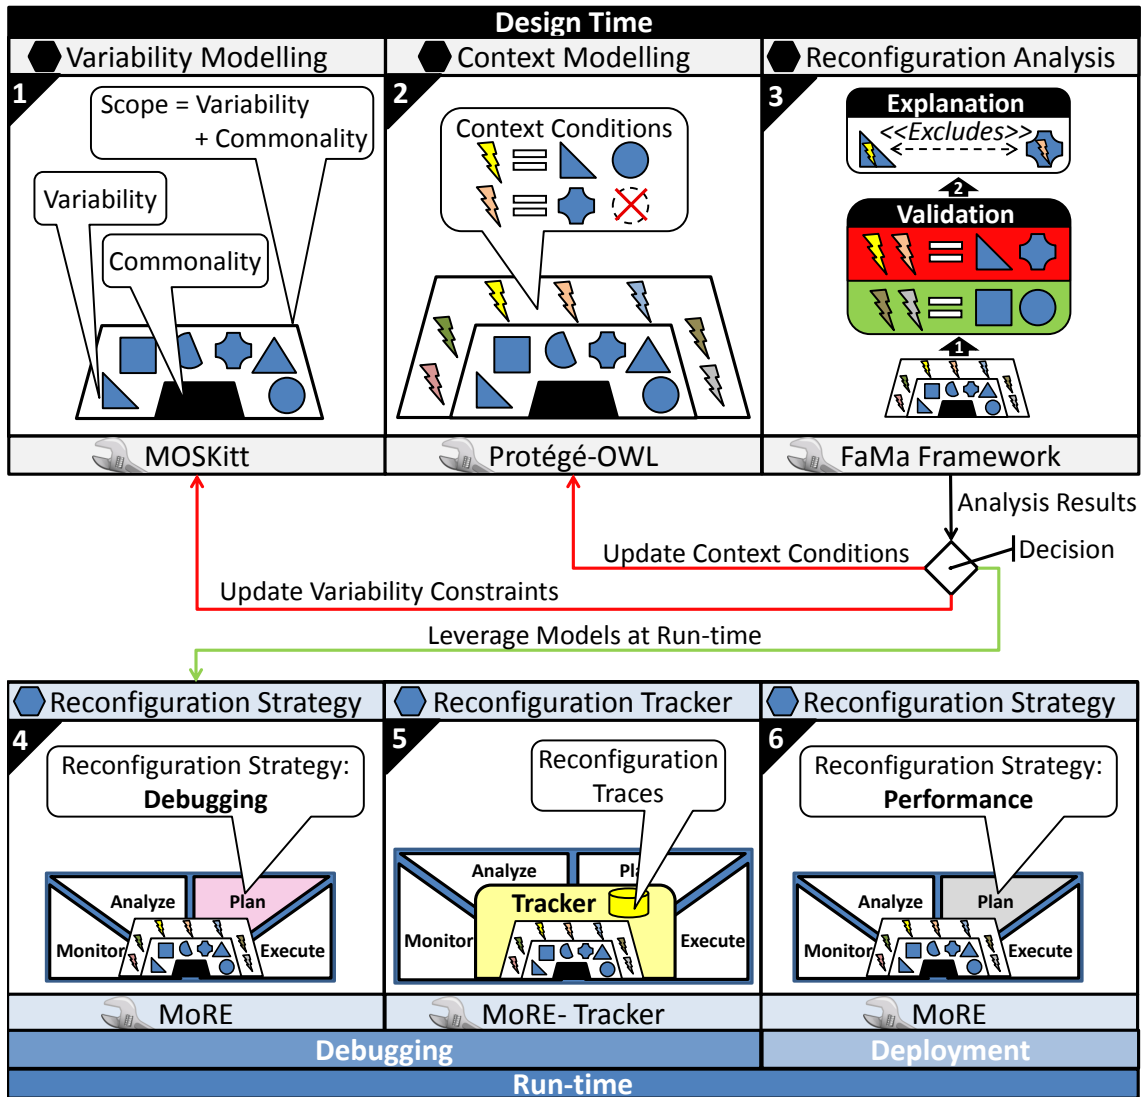 Design Time
Variability Modelling
Context Modelling
Reconfiguration Analysis
1
Scope = Variability
+ Commonality
Variability
Commonality
2
Context Conditions
3
Explanation
<<Excludes>>
2
Validation
1
MOSKitt
Protégé-OWL
FaMa Framework
Analysis Results
Decision
Update Context Conditions
Update Variability Constraints
Leverage Models at Run-time
Reconfiguration Strategy
Reconfiguration Tracker
Reconfiguration Strategy
4
Reconfiguration Strategy:
Debugging
Analyze
Plan
Monitor
Execute
5
Reconfiguration
Traces
Analyze
Pla
Tracker
Monitor
Execute
6
Reconfiguration Strategy:
Performance
Analyze
Plan
Monitor
Execute
MoRE
MoRE- Tracker
MoRE
Debugging
Deployment
Run-time